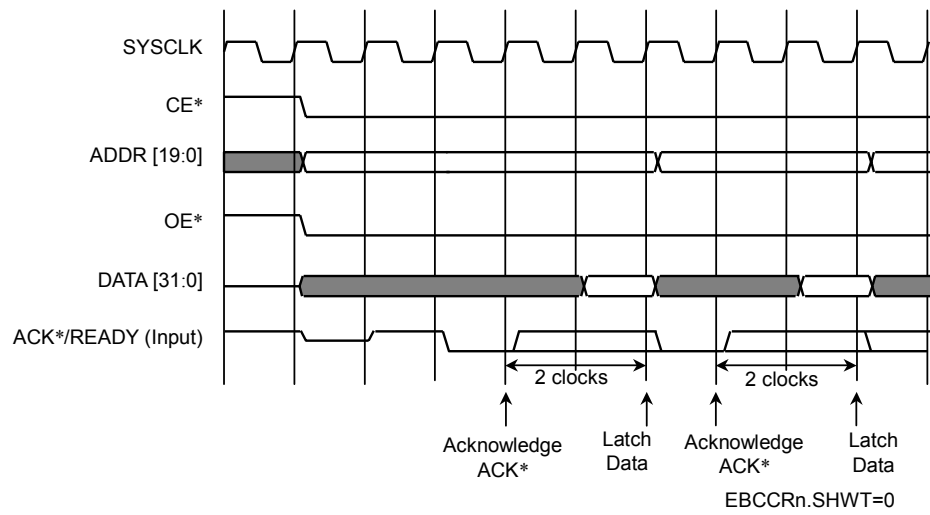 SYSCLK
CE*
ADDR [19:0]
OE*
DATA [31:0]
ACK*/READY (Input)
2 clocks
2 clocks
Acknowledge
ACK*
Latch
Data
Acknowledge
ACK*
Latch
Data
EBCCRn.SHWT=0